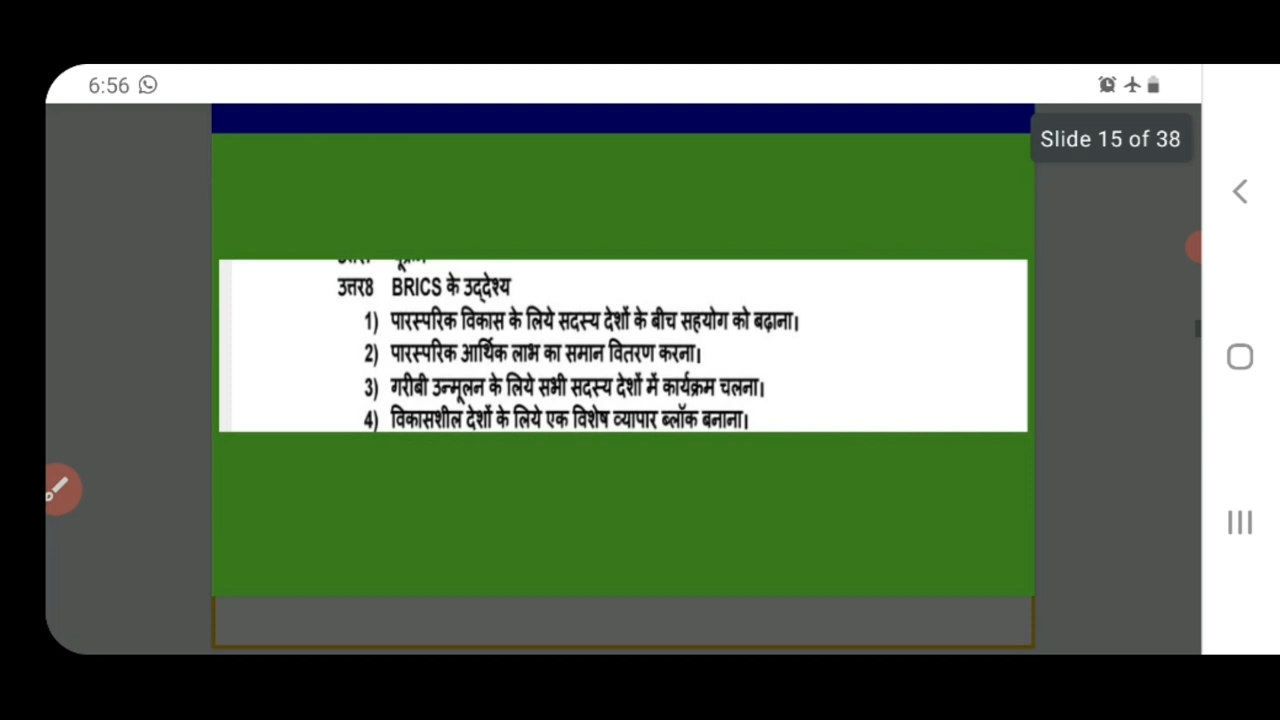 6:56
Slide 15 of 38
उत्तर8 BRICS के उद्देश्य
1) पारस्परिक विकास के लिये सदस्य देशों के बीच सहयोग को बढ़ाना।
2) पारस्परिक आर्थिक लाभ का समान वितरण करना।
3) गरीबी उन्मूलन के लिये सभी सदस्य देशों में कार्यक्रम चलना।
4) विकासशील देशों के लिये एक विशेष व्यापार ब्लॉक बनाना।